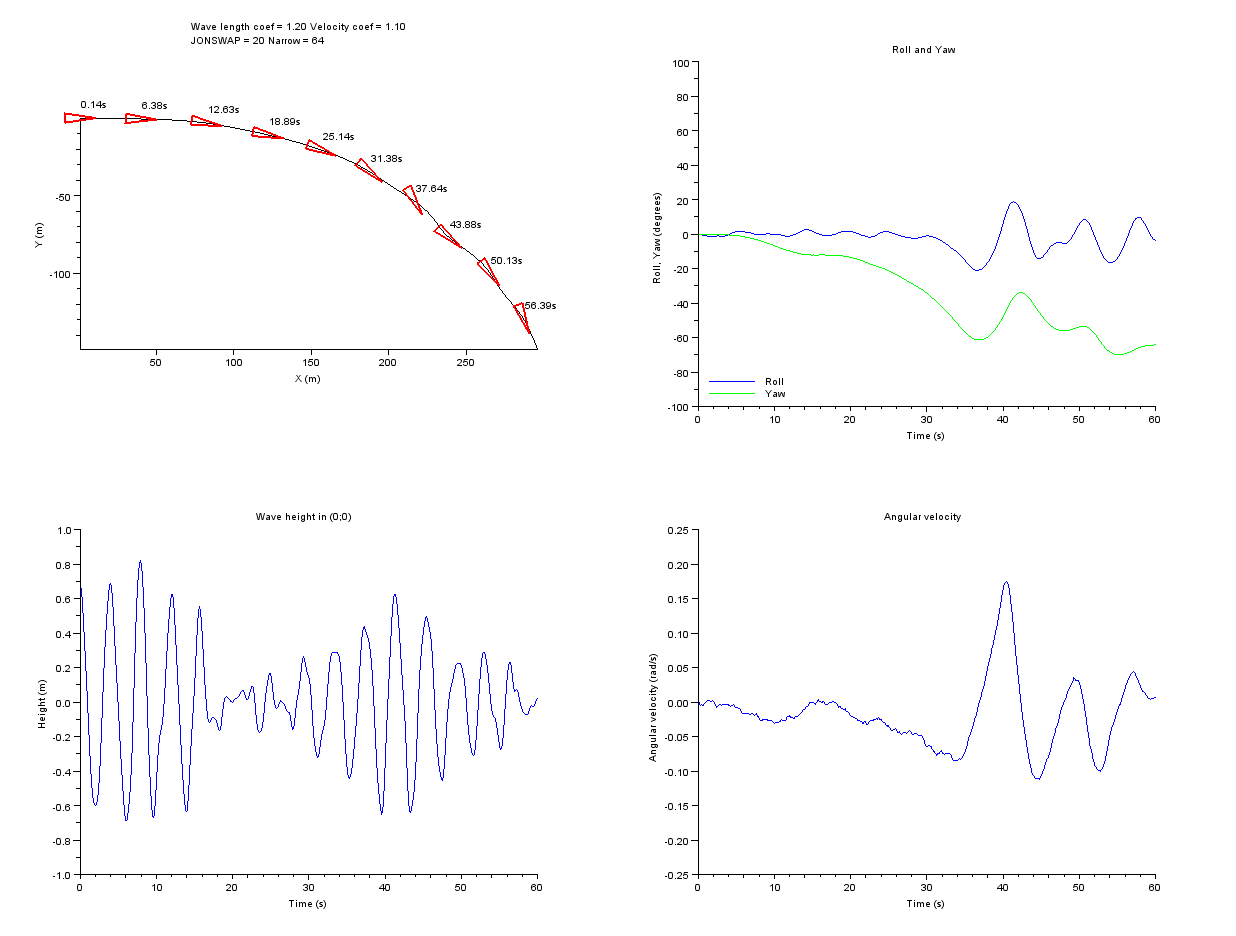 Wave length coef = 1.20 Velocity coef = 1.10
JONSWAP = 20 Narrow = 64
0.14s
6.38s
12.63s
18.89s
25.14s
31.38s
37.64s
43.88s
50.13s
56.39s
-50
-100
Y (m)
50
100
150
200
250
X (m)
Roll and Yaw
100
80
60
40
20
0
-20
-40
-60
-80
-100
Roll, Yaw (degrees)
Roll
Yaw
0
10
20
30
40
50
60
Time (s)
Wave height in (0;0)
1.0
0.8
0.6
0.4
0.2
0.0
-0.2
-0.4
-0.6
-0.8
-1.0
Height (m)
0
10
20
30
40
50
60
Time (s)
Angular velocity
0.25
0.20
0.15
0.10
0.05
0.00
-0.05
-0.10
-0.15
-0.20
-0.25
Angular velocity (rad/s)
0
10
20
30
40
50
60
Time (s)